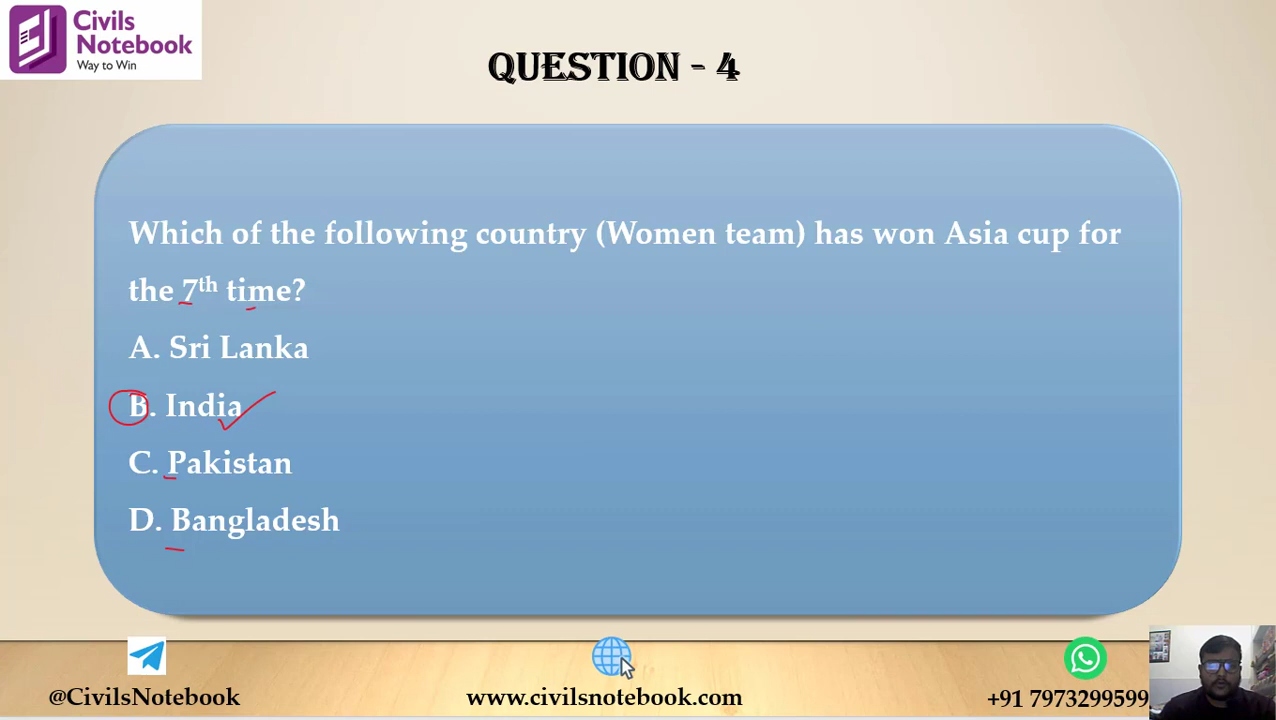 Civils
Notebook
Way to Win
QUESTION - 4
Which of the following country (Women team) has won Asia cup for
the 7th time?
A. Sri Lanka
B. India
C. Pakistan
D. Bangladesh
@CivilsNotebook
www.civilsnotebook.com
+91 7973299599